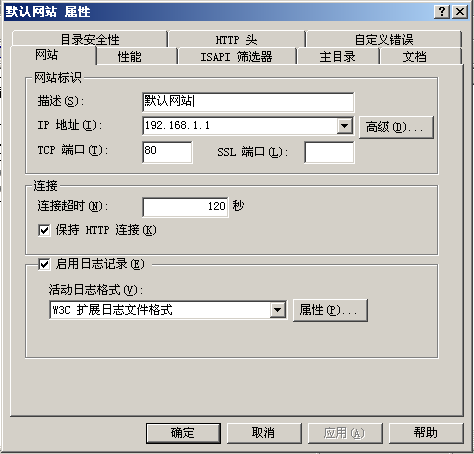 默认网站 属性
目录安全性 HTTP 头 自定义错误
网站 性能 ISAPI 筛选器 主目录 文档
网站标识
描述(S): 默认网站
IP 地址(I): 192.168.1.1 高级(D)...
TCP 端口(T): 80 SSL 端口(L):
连接
连接超时(N): 120 秒
保持 HTTP 连接(K)
启用日志记录(E)
活动日志格式(V):
W3C 扩展日志文件格式 属性(P)...
确定 取消 应用(A) 帮助